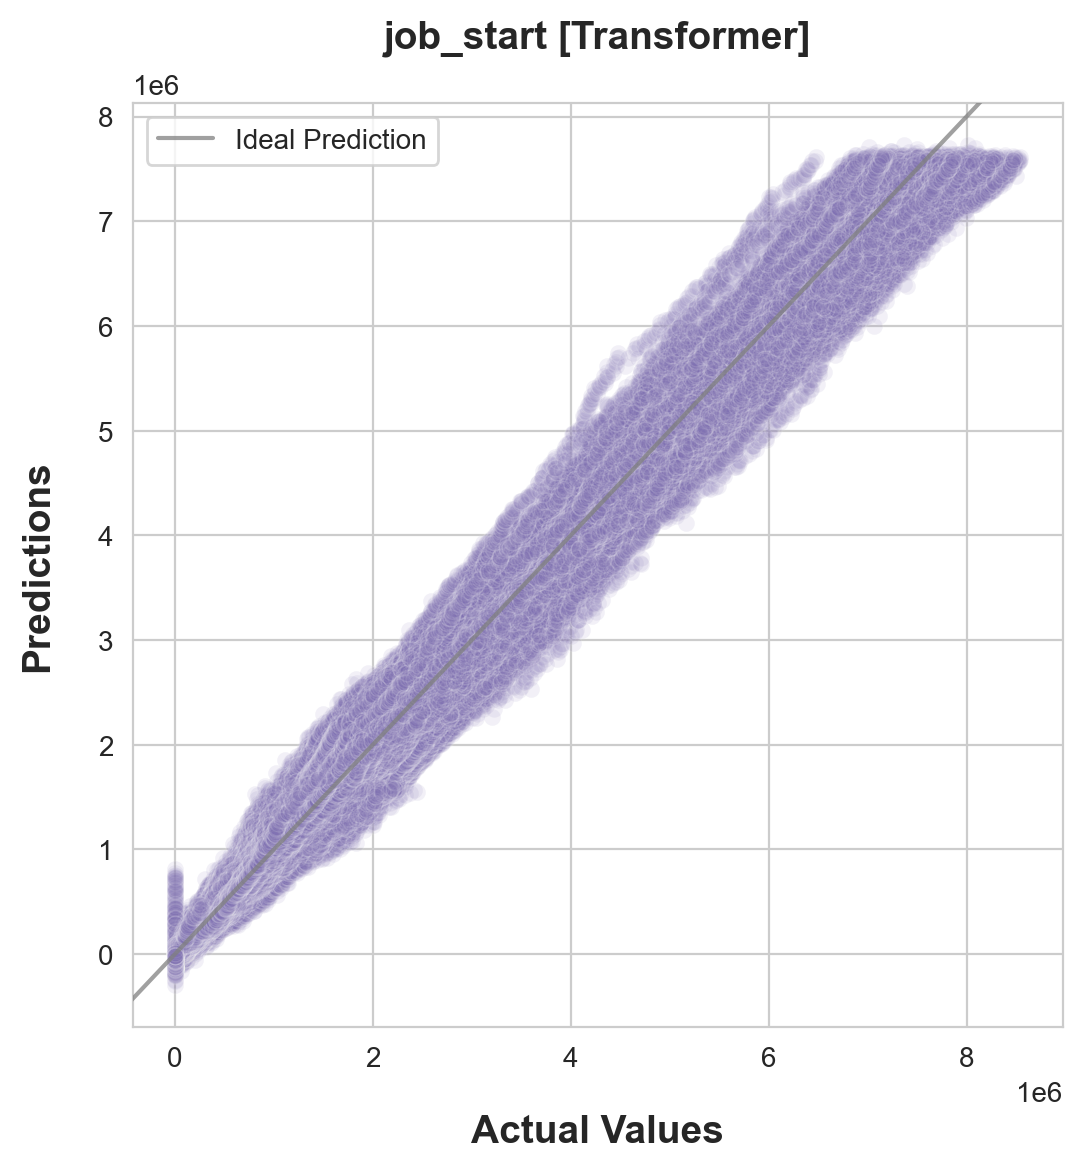 job_start [Transformer]
1e6
Ideal Prediction
8
7
6
5
4
3
2
1
0
Predictions
0 2 4 6 8
1e6
Actual Values